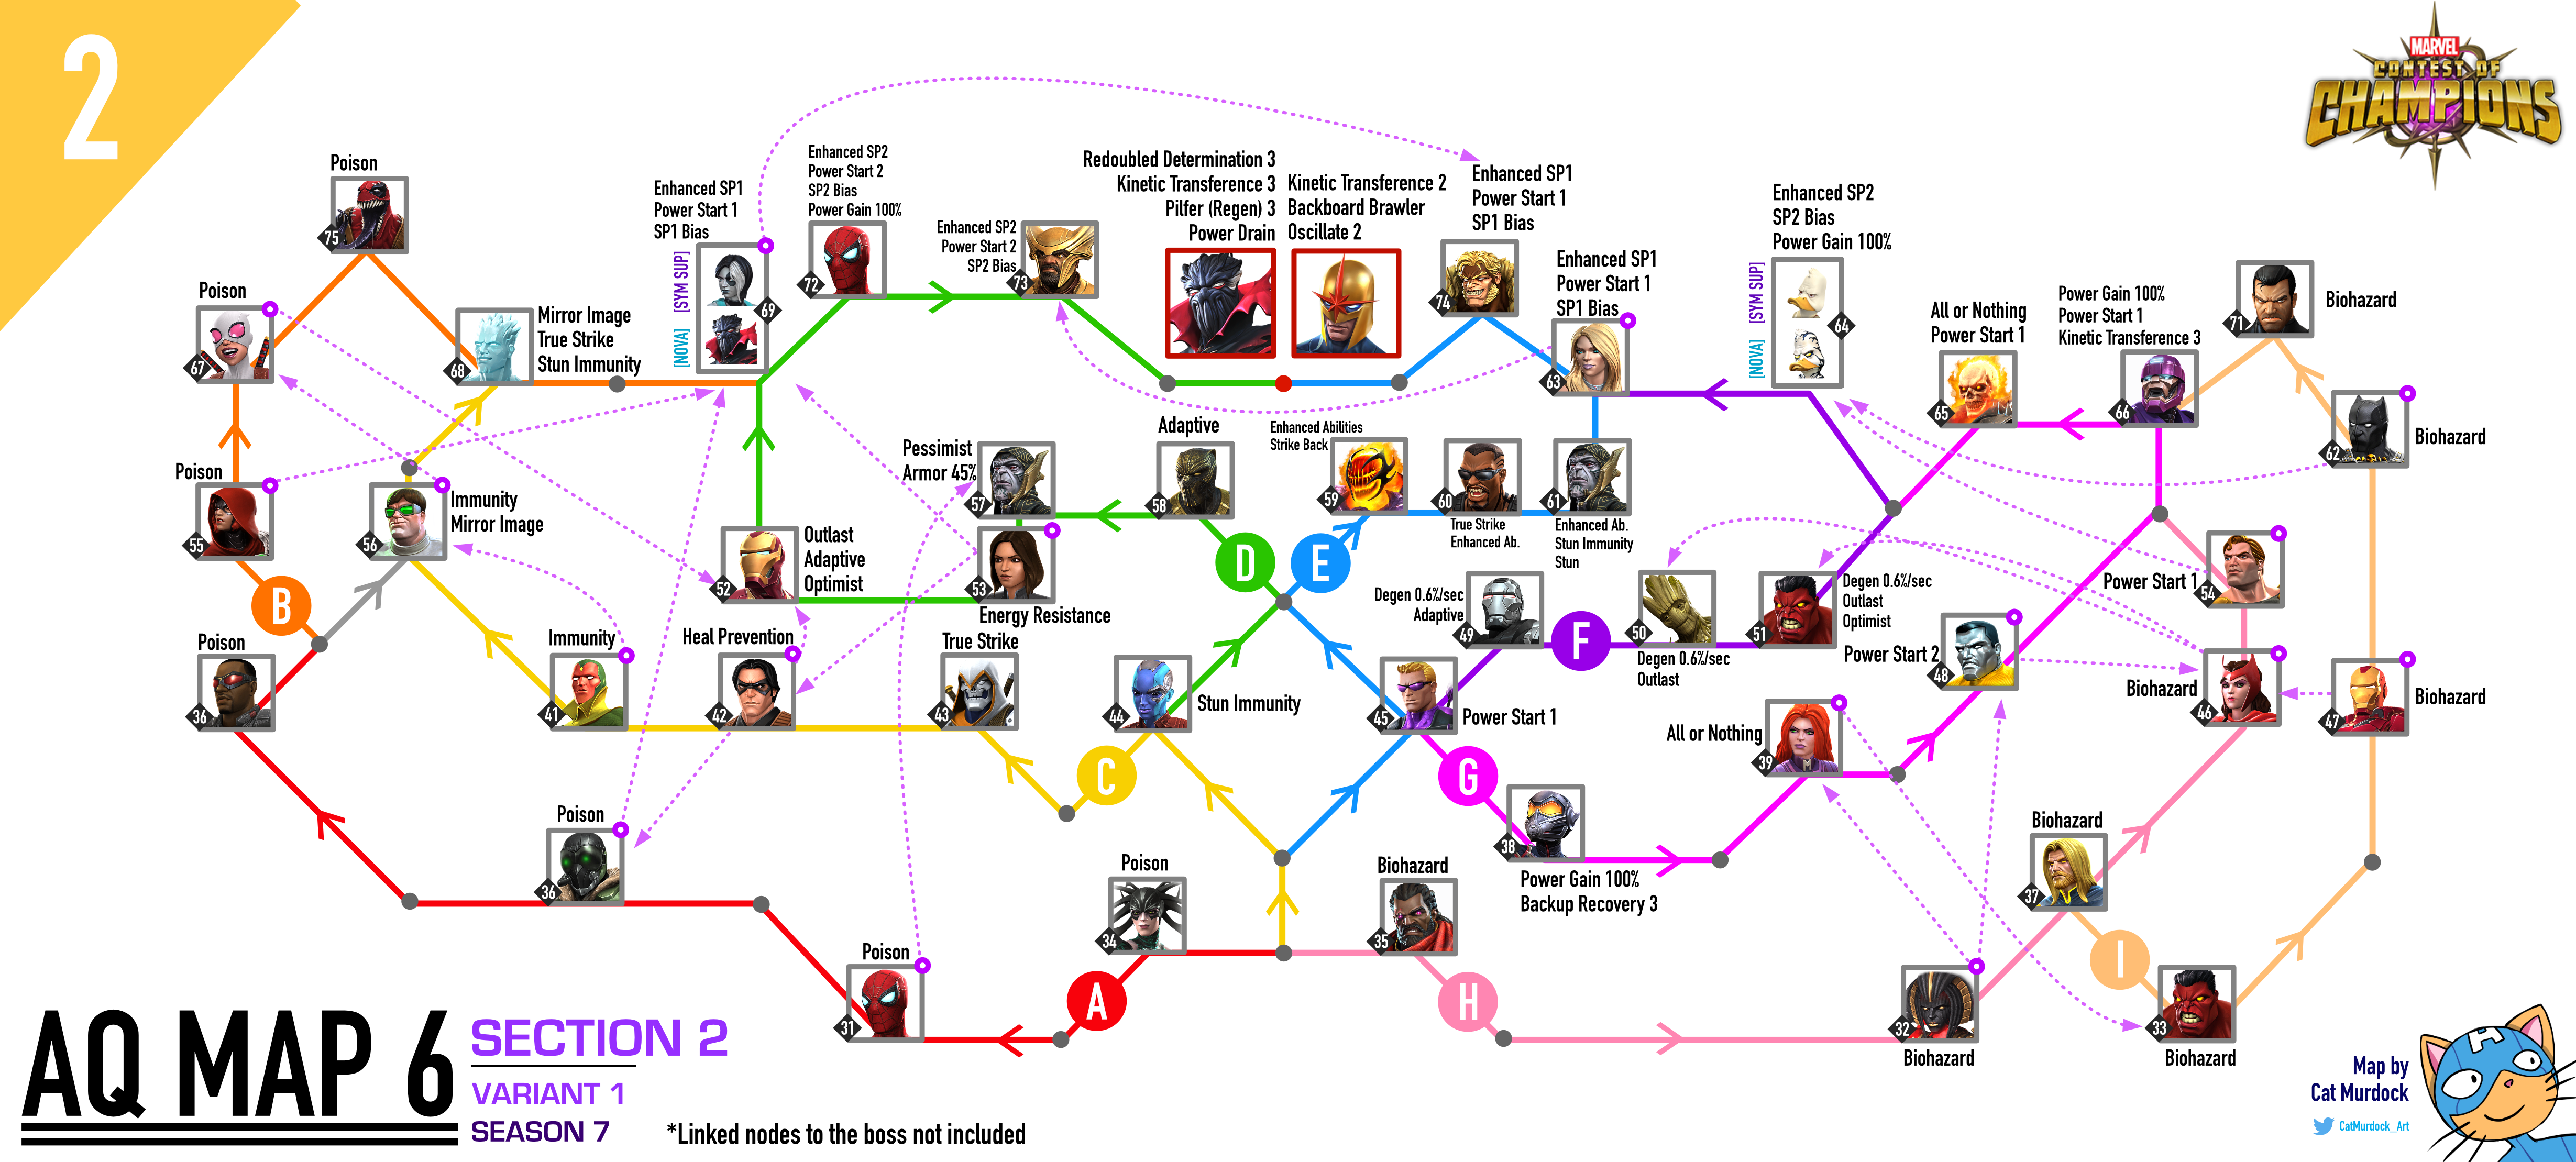 2
MARVEL
CONTEST OF
CHAMPIONS
Poison
75
Enhanced SP1
Power Start 1
SP1 Bias
[SYM SUP]
[NOVA]
69
Enhanced SP2
Power Start 2
SP2 Bias
Power Gain 100%
72
Enhanced SP2
Power Start 2
SP2 Bias
73
Redoubled Determination 3
Kinetic Transference 3
Pilfer (Regen) 3
Power Drain
Kinetic Transference 2
Backboard Brawler
Oscillate 2
Enhanced SP1
Power Start 1
SP1 Bias
74
Enhanced SP1
Power Start 1
SP1 Bias
63
Enhanced SP2
SP2 Bias
Power Gain 100%
[SYM SUP]
[NOVA]
64
All or Nothing
Power Start 1
65
Power Gain 100%
Power Start 1
Kinetic Transference 3
66
Biohazard
71
Poison
67
Mirror Image
True Strike
Stun Immunity
68
Biohazard
62
Poison
55
Immunity
Mirror Image
56
Outlast
Adaptive
Optimist
52
Pessimist
Armor 45%
57
Adaptive
58
Energy Resistance
53
Enhanced Abilities
Strike Back
59
True Strike
Enhanced Ab.
60
Enhanced Ab.
Stun Immunity
Stun
61
D
E
B
Degen 0.6%/sec
Adaptive
49
F
Degen 0.6%/sec
Outlast
50
Degen 0.6%/sec
Outlast
Optimist
51
Power Start 1
54
Poison
36
Immunity
41
Heal Prevention
42
True Strike
43
Stun Immunity
44
Power Start 1
45
Power Start 2
48
Biohazard
46
Biohazard
47
All or Nothing
39
C
G
Poison
36
Power Gain 100%
Backup Recovery 3
38
Biohazard
37
Poison
34
Biohazard
35
Poison
31
A
H
I
Biohazard
32
Biohazard
33
AQ MAP 6
SECTION 2
VARIANT 1
SEASON 7
*Linked nodes to the boss not included
Map by
Cat Murdock
CatMurdock_Art
A